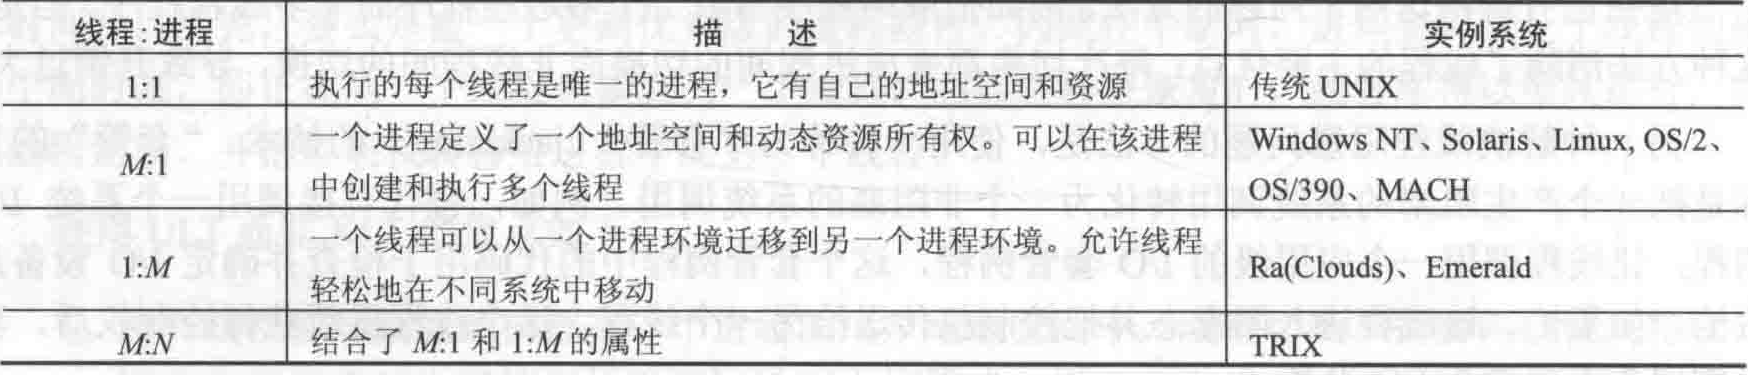 线程:进程 描 述 实例系统
1:1 执行的每个线程是唯一的进程，它有自己的地址空间和资源 传统 UNIX
一个进程定义了一个地址空间和动态资源所有权。可以在该进程 Windows NT、Solaris、Linux, OS/2、
M:1
中创建和执行多个线程 OS/390、MACH
一个线程可以从一个进程环境迁移到另一个进程环境。允许线程
1:M Ra(Clouds)、Emerald
轻松地在不同系统中移动
M:N 结合了 M:1 和 1:M 的属性 TRIX